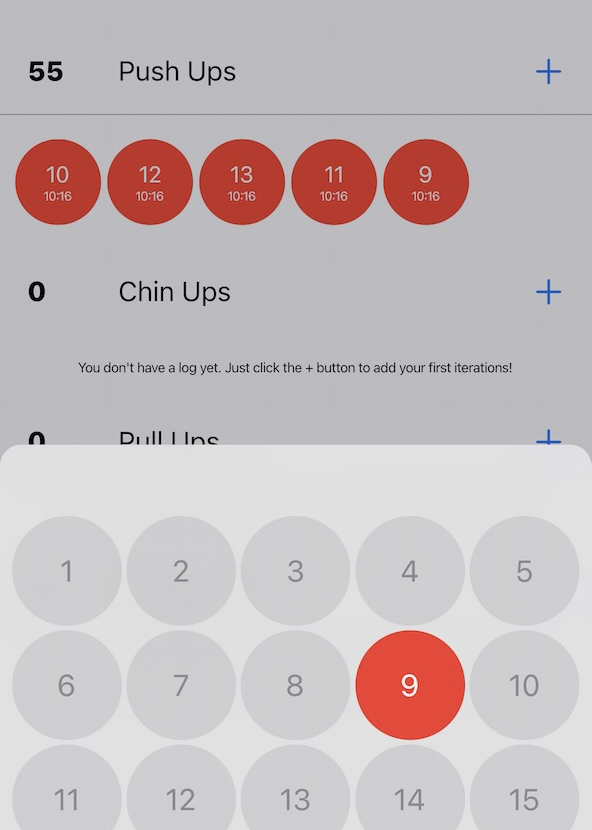 55 Push Ups +
10 12 13 11 9
10:16 10:16 10:16 10:16 10:16
0 Chin Ups +
You don't have a log yet. Just click the + button to add your first iterations!
0 Pull Ups +
1 2 3 4 5
6 7 8 9 10
11 12 13 14 15